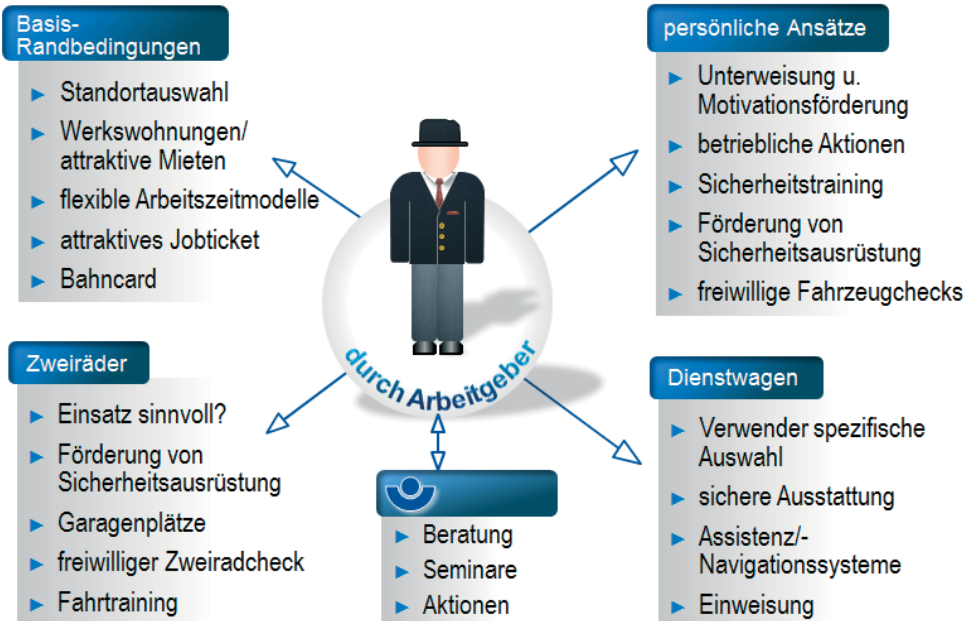 Basis-
Randbedingungen
Standortauswahl
Werkswohnungen/
attraktive Mieten
flexible Arbeitszeitmodelle
attraktives Jobticket
Bahncard
persönliche Ansätze
Unterweisung u.
Motivationsförderung
betriebliche Aktionen
Sicherheitstraining
Förderung von
Sicherheitsausrüstung
freiwillige Fahrzeugchecks
durch Arbeitgeber
Zweiräder
Einsatz sinnvoll?
Förderung von
Sicherheitsausrüstung
Garagenplätze
freiwilliger Zweiradcheck
Fahrtraining
Beratung
Seminare
Aktionen
Dienstwagen
Verwender spezifische
Auswahl
sichere Ausstattung
Assistenz/-
Navigationssysteme
Einweisung